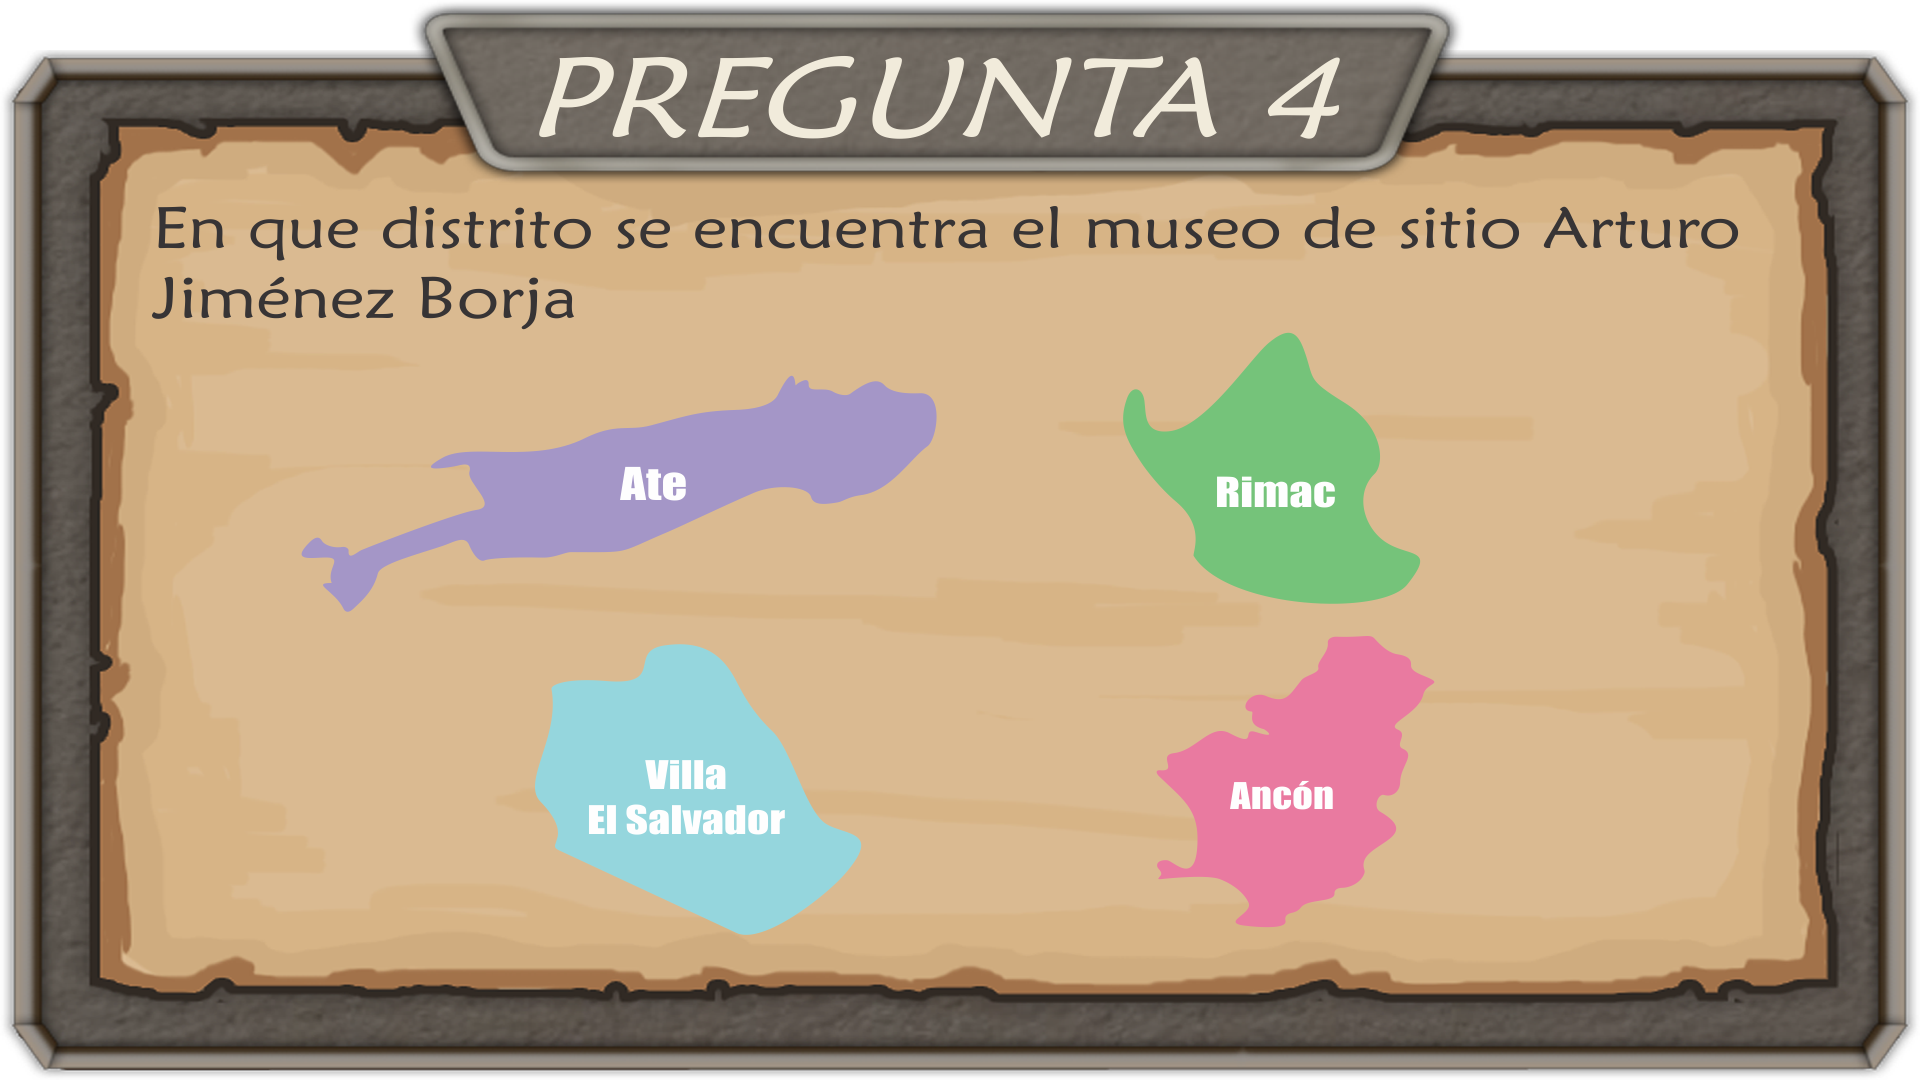 PREGUNTA 4
En que distrito se encuentra el museo de sitio Arturo
Jiménez Borja
Ate
Rimac
Villa
El Salvador
Ancón